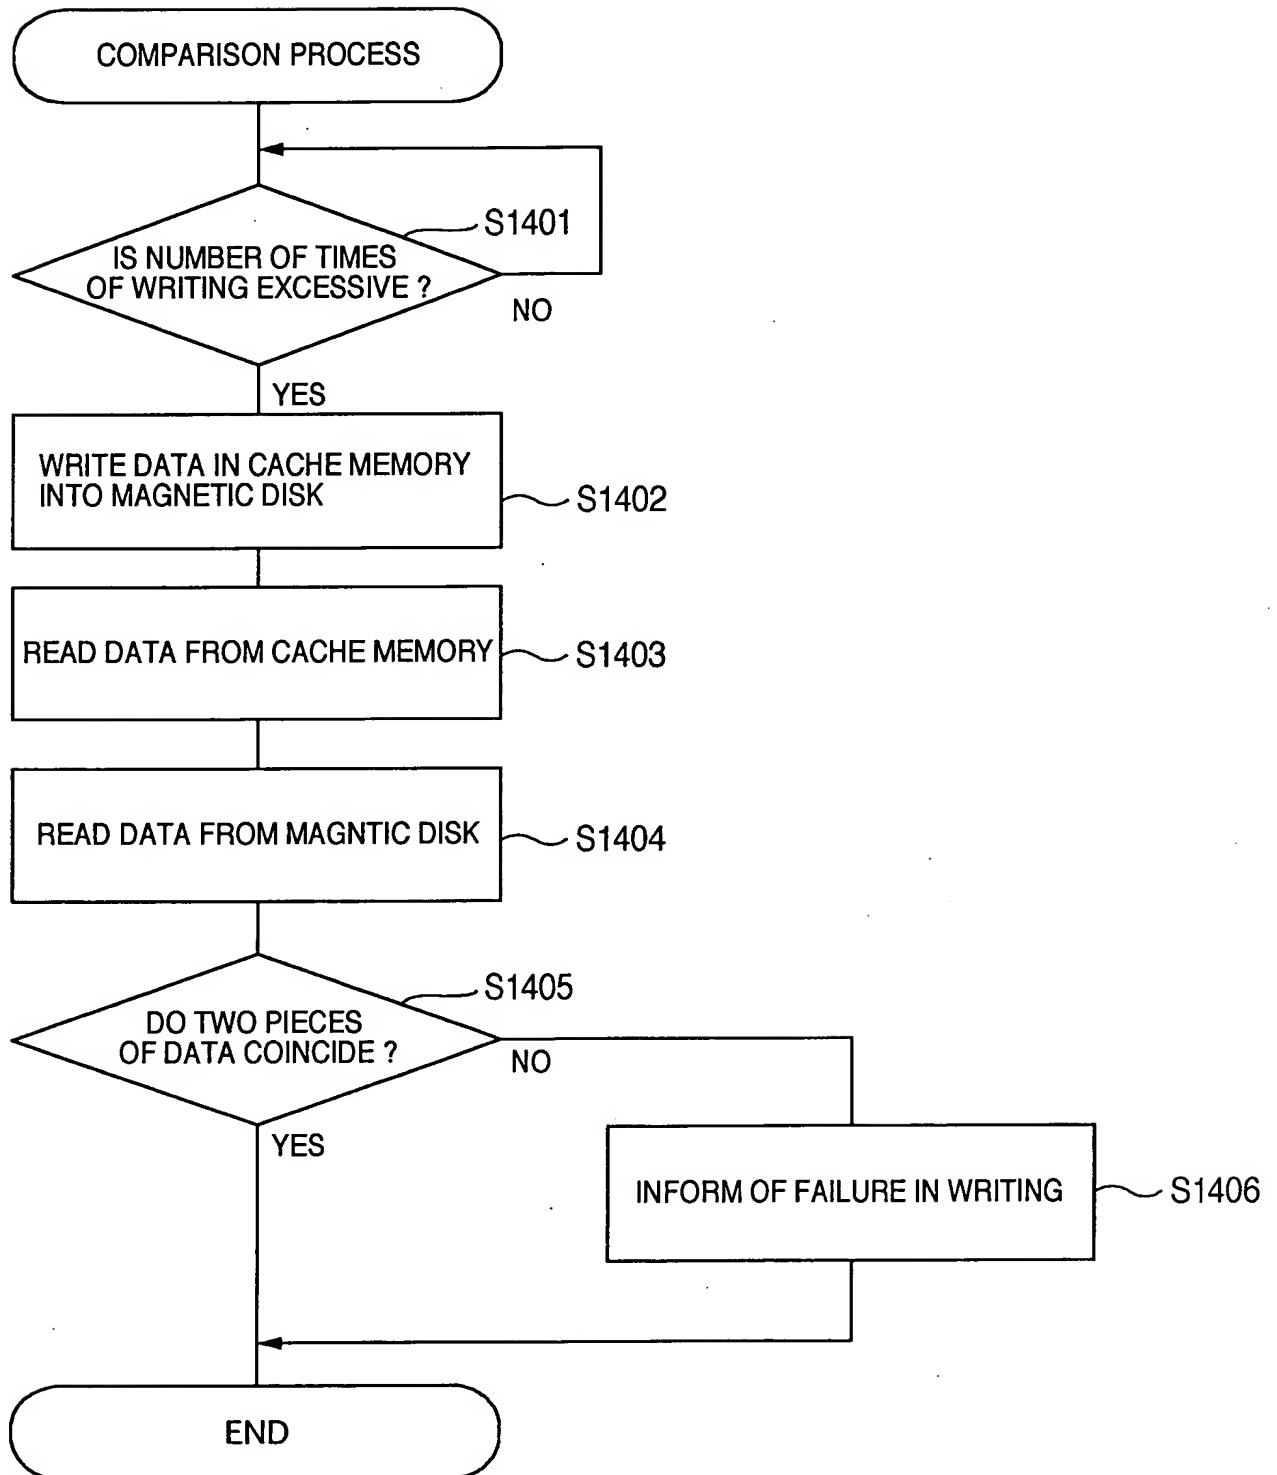 COMPARISON PROCESS
S1401
IS NUMBER OF TIMES
OF WRITING EXCESSIVE ?
NO
YES
WRITE DATA IN CACHE MEMORY
INTO MAGNETIC DISK
S1402
READ DATA FROM CACHE MEMORY
S1403
READ DATA FROM MAGNTIC DISK
S1404
S1405
DO TWO PIECES
OF DATA COINCIDE ?
NO
YES
INFORM OF FAILURE IN WRITING
S1406
END